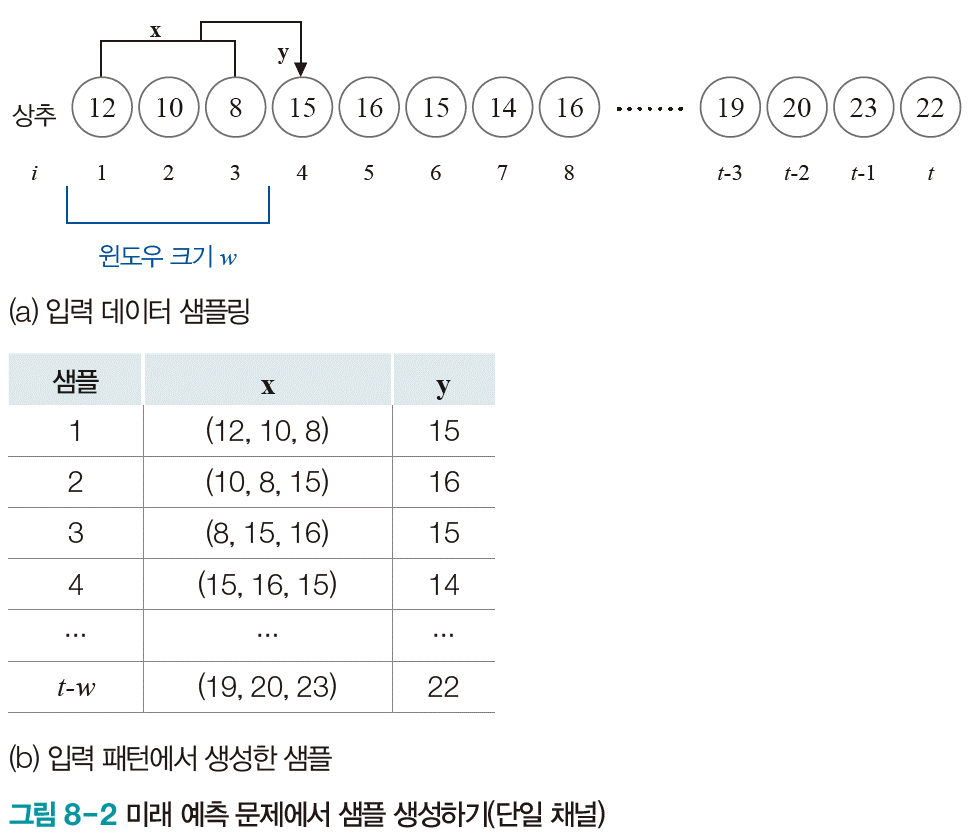 x
y
상추 12 10 8 15 16 15 14 16 ······· 19 20 23 22
i 1 2 3 4 5 6 7 8 t-3 t-2 t-1 t
윈도우 크기 w
(a) 입력 데이터 샘플링
샘플 x y
1 (12, 10, 8) 15
2 (10, 8, 15) 16
3 (8, 15, 16) 15
4 (15, 16, 15) 14
··· ··· ···
t-w (19, 20, 23) 22
(b) 입력 패턴에서 생성한 샘플
그림 8-2 미래 예측 문제에서 샘플 생성하기(단일 채널)